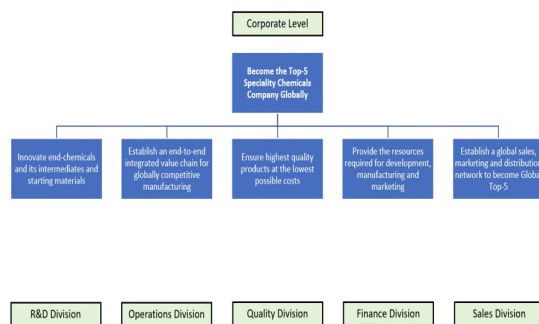 Corporate Level
Become the Top-5
Speciality Chemicals
Company Globally
Innovate end-chemicals
and its intermediates and
starting materials
Establish an end-to-end
integrated value chain for
globally competitive
manufacturing
Ensure highest quality
products at the lowest
possible costs
Provide the resources
required for development,
manufacturing and
marketing
Establish a global sales,
marketing and distribution
network to become Global
Top-5
R&D Division
Operations Division
Quality Division
Finance Division
Sales Division